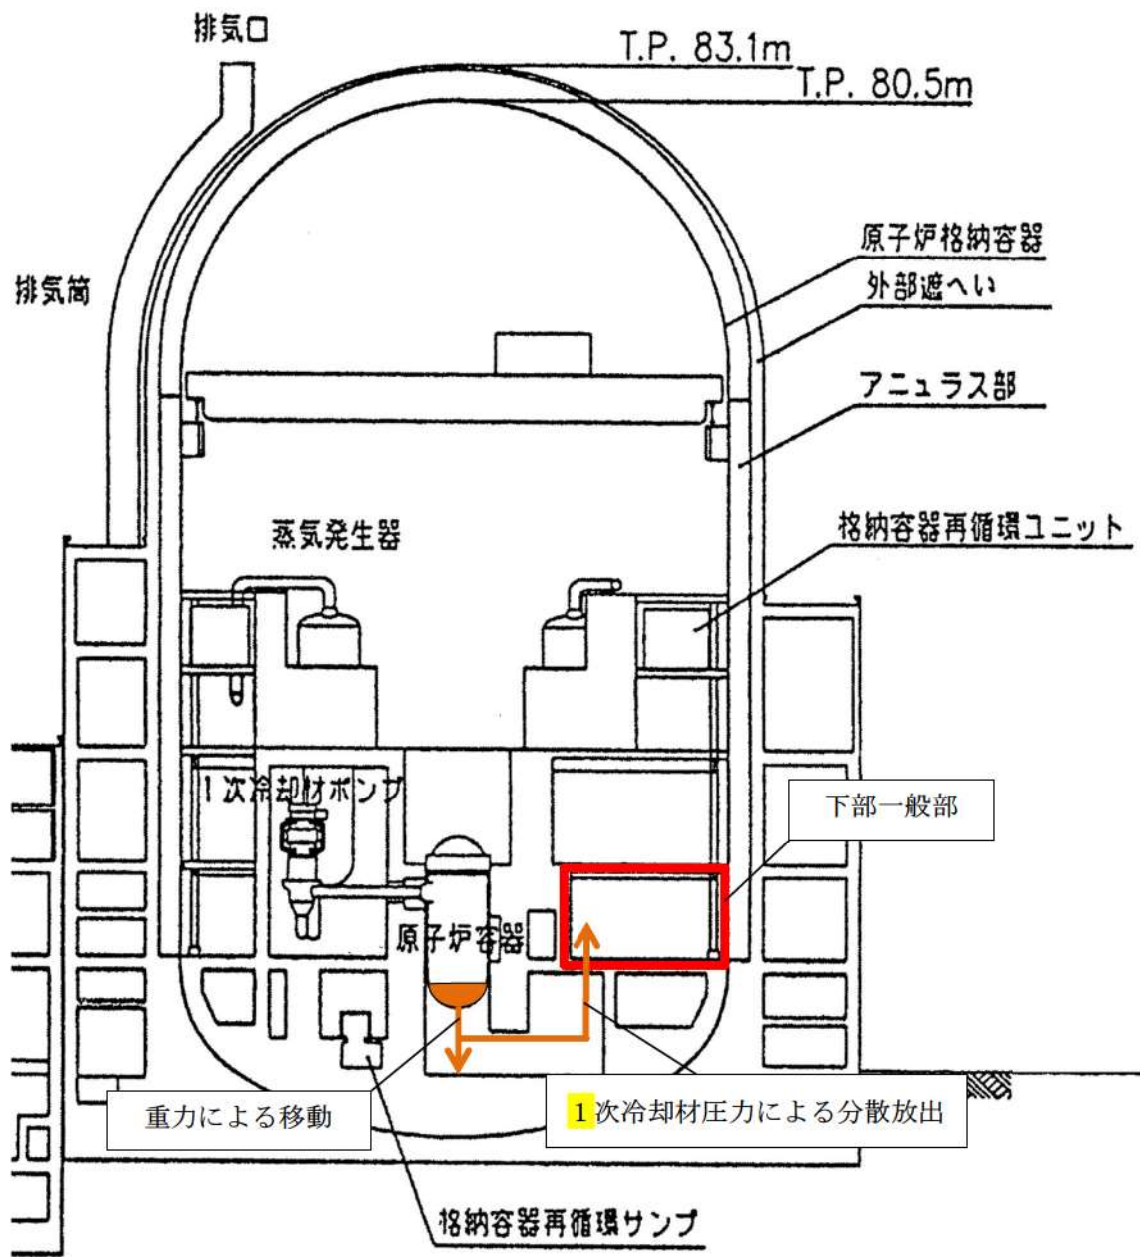 排気口
T.P. 83.1m
T.P. 80.5m
原子炉格納容器
排気筒
外部遮へい
アニュラス部
格納容器再循環ユニット
蒸気発生器
1次冷却材ポンプ
下部一般部
原子炉容器
重力による移動
1次冷却材圧力による分散放出
格納容器再循環サンプ